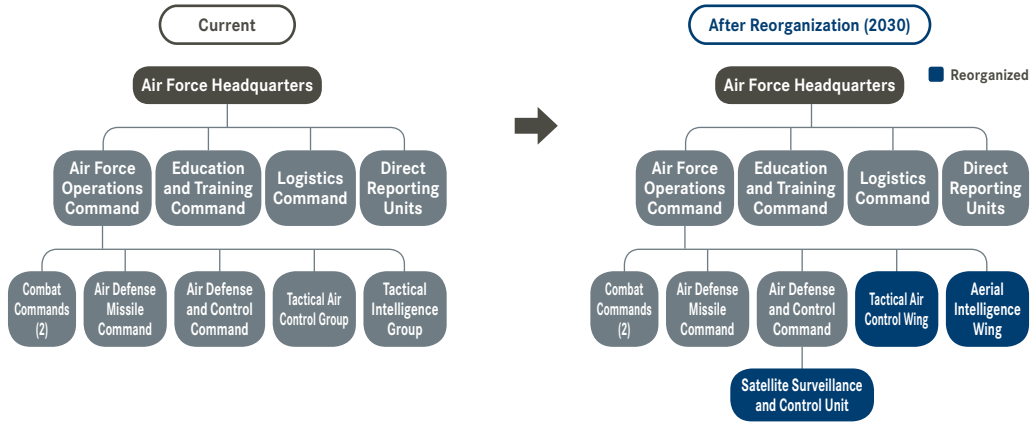 Current
Air Force Headquarters
Air Force
Operations
Command
Education
and Training
Command
Logistics
Command
Direct
Reporting
Units
Combat
Commands
(2)
Air Defense
Missile
Command
Air Defense
and Control
Command
Tactical Air
Control Group
Tactical
Intelligence
Group
After Reorganization (2030)
Reorganized
Air Force Headquarters
Air Force
Operations
Command
Education
and Training
Command
Logistics
Command
Direct
Reporting
Units
Combat
Commands
(2)
Air Defense
Missile
Command
Air Defense
and Control
Command
Tactical Air
Control Wing
Aerial
Intelligence
Wing
Satellite Surveillance
and Control Unit